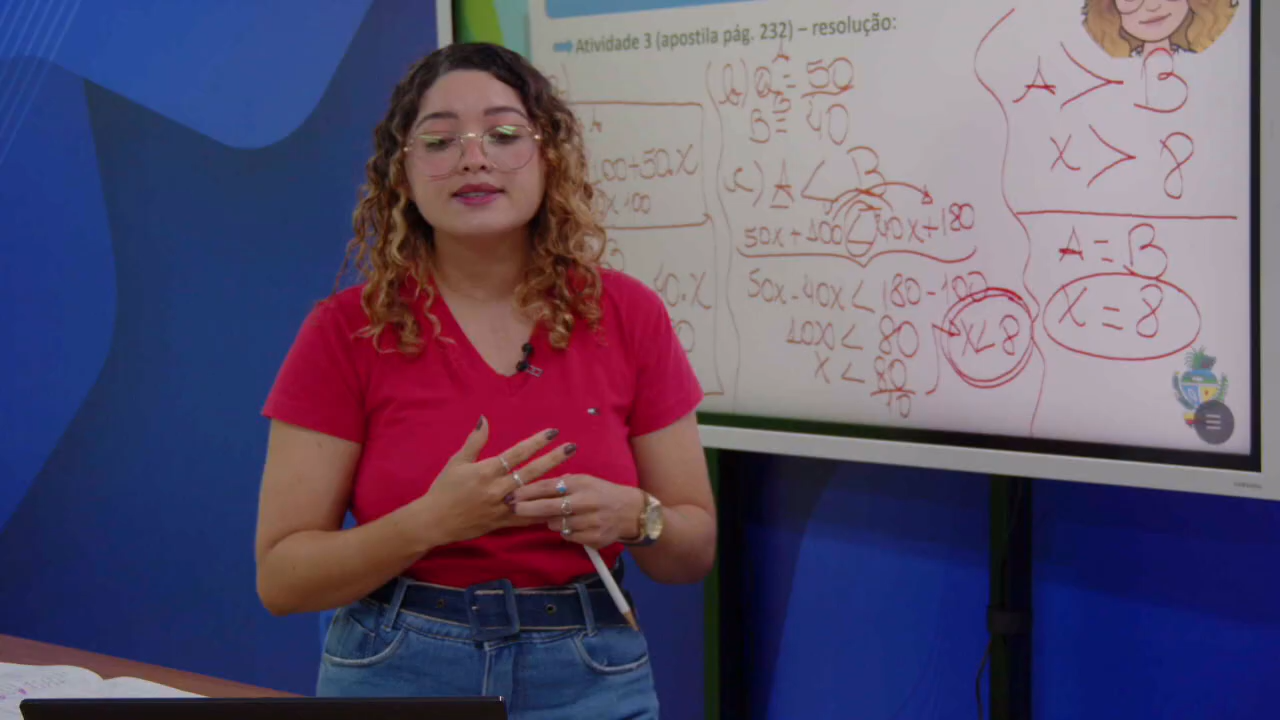 Atividade 3 (apostila pág. 232) – resolução:
100+50.X
X 100
40.X
b) a = 50
B = 40
c) A < B
50x + 100 < 40x + 180
50x - 40x < 180 - 100
10x < 80
x < 80
10
x < 8
A > B
x > 8
A = B
x = 8